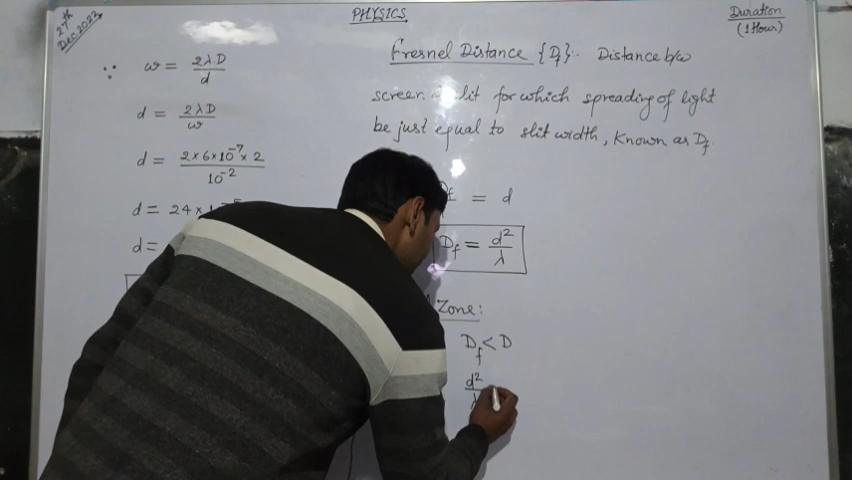 27th
Dec 2022
PHYSICS
Duration
(1 Hour)
∵ ω = 2λD/d
d = 2λD/ω
d = 2×6×10⁻⁷×2/10⁻²
d = 24×
d =
Fresnel Distance {Df}:- Distance b/w
screen slit for which spreading of light
be just equal to slit width, Known as Df.
= d
Df = d²/λ
Zone:
Df < D
d²/λ